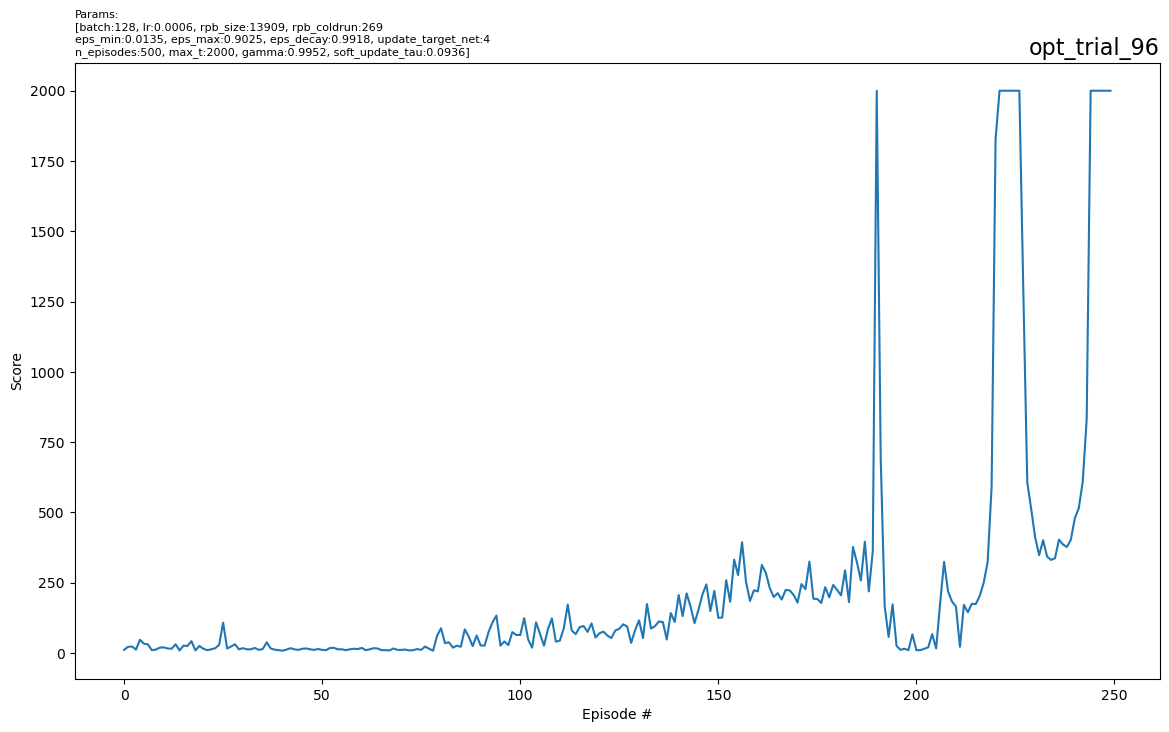 Params:
[batch:128, lr:0.0006, rpb_size:13909, rpb_coldrun:269
eps_min:0.0135, eps_max:0.9025, eps_decay:0.9918, update_target_net:4
n_episodes:500, max_t:2000, gamma:0.9952, soft_update_tau:0.0936]
opt_trial_96
2000
1750
1500
1250
1000
750
500
250
0
Score
0 50 100 150 200 250
Episode #